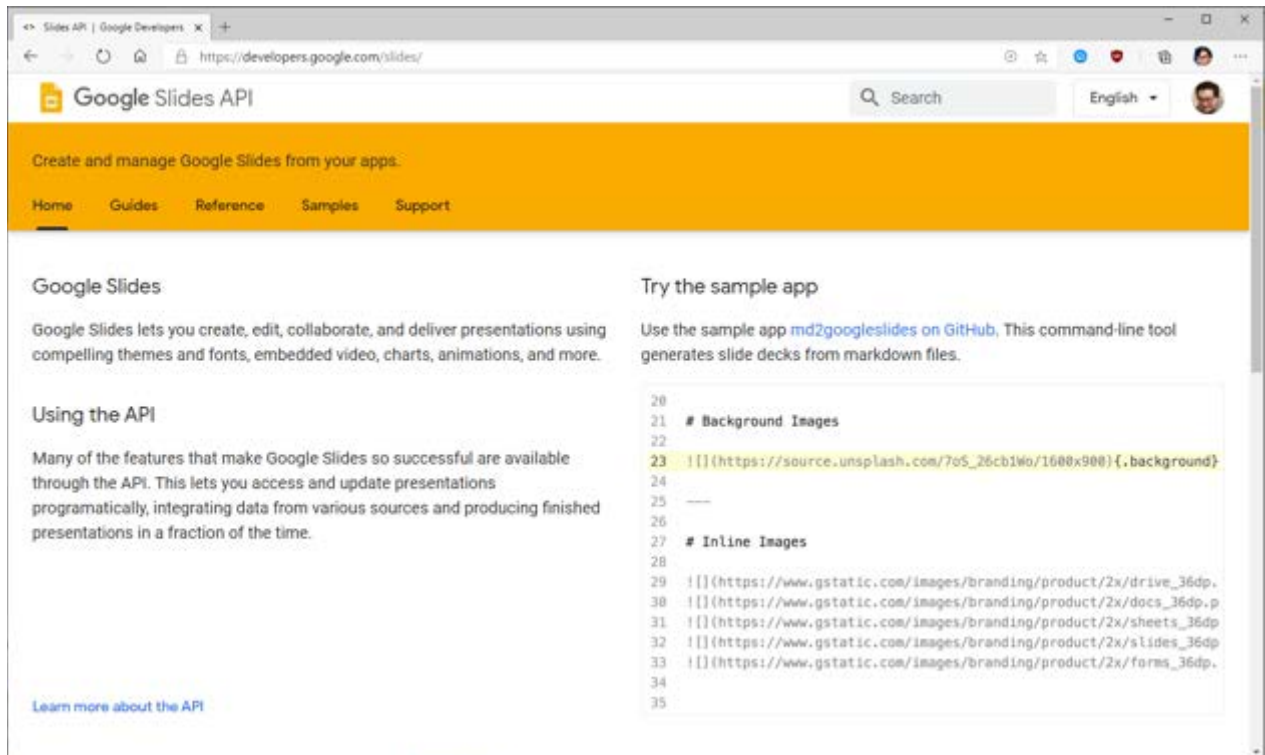 Slides API | Google Developers
https://developers.google.com/slides/
Google Slides API
Search
English
Create and manage Google Slides from your apps.
Home Guides Reference Samples Support
Google Slides
Google Slides lets you create, edit, collaborate, and deliver presentations using
compelling themes and fonts, embedded video, charts, animations, and more.
Using the API
Many of the features that make Google Slides so successful are available
through the API. This lets you access and update presentations
programatically, integrating data from various sources and producing finished
presentations in a fraction of the time.
Learn more about the API
Try the sample app
Use the sample app md2googleslides on GitHub. This command-line tool
generates slide decks from markdown files.
20
21 # Background Images
22
23 ![](https://source.unsplash.com/7oS_26cb1Wo/1600x900){.background}
24
25 ---
26
27 # Inline Images
28
29 ![](https://www.gstatic.com/images/branding/product/2x/drive_36dp.
30 ![](https://www.gstatic.com/images/branding/product/2x/docs_36dp.p
31 ![](https://www.gstatic.com/images/branding/product/2x/sheets_36dp
32 ![](https://www.gstatic.com/images/branding/product/2x/slides_36dp
33 ![](https://www.gstatic.com/images/branding/product/2x/forms_36dp.
34
35